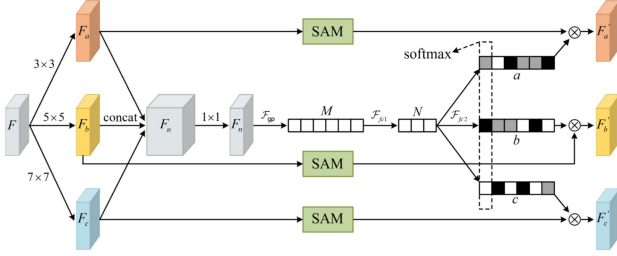 F_a
SAM
F_a'
softmax
3×3
a
F
5×5
F_b
concat
F_u
1×1
F_n
ℱ_gp
M
ℱ_fc1
N
ℱ_fc2
b
F_b'
7×7
SAM
c
F_c
SAM
F_c'